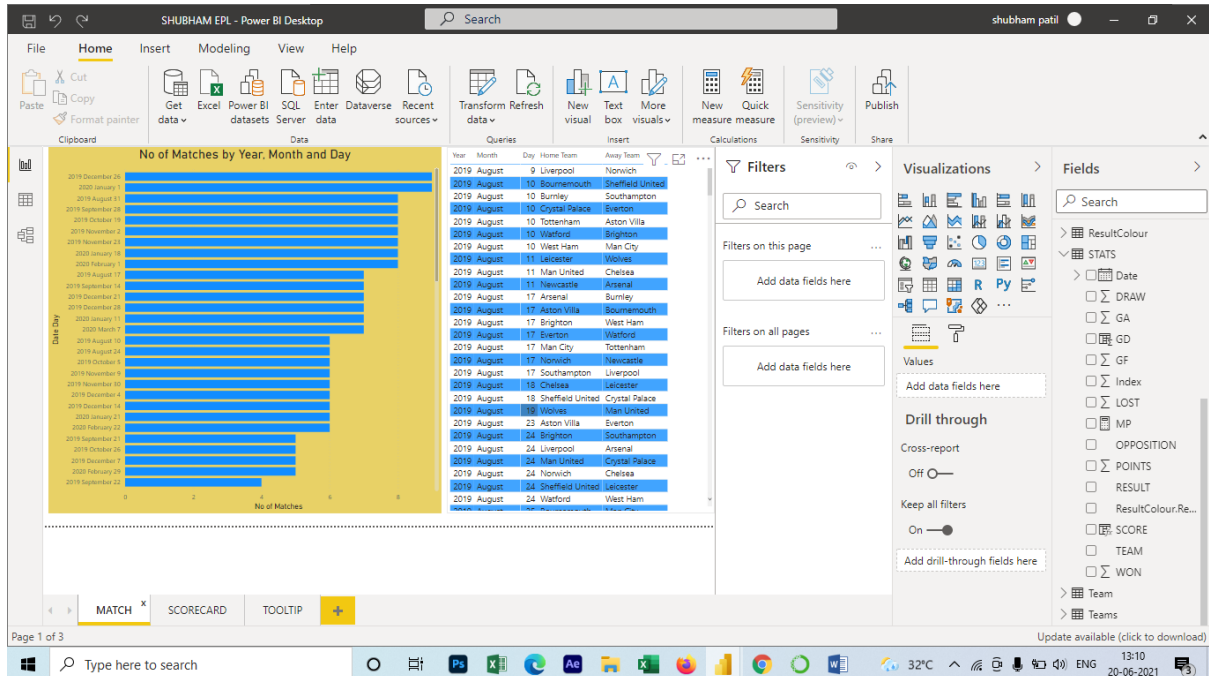 SHUBHAM EPL - Power BI Desktop
Search
shubham patil
File Home Insert Modeling View Help
Paste
Cut
Copy
Format painter
Get data
Excel
Power BI datasets
SQL Server
Enter data
Dataverse
Recent sources
Transform data
Refresh
New visual
Text box
More visuals
New measure
Quick measure
Sensitivity (preview)
Publish
Clipboard
Data
Queries
Insert
Calculations
Sensitivity
Share
No of Matches by Year, Month and Day
Date Day
2019 December 26
2020 January 1
2019 August 31
2019 September 28
2019 October 19
2019 November 2
2019 November 23
2020 January 18
2020 February 1
2019 August 17
2019 September 14
2019 December 21
2019 December 28
2020 January 11
2020 March 7
2019 August 10
2019 August 24
2019 October 5
2019 November 9
2019 November 30
2019 December 4
2019 December 14
2020 January 21
2020 February 22
2019 September 21
2019 October 26
2019 December 7
2020 February 29
2019 September 22
0 2 4 6 8
No of Matches
Year Month Day Home Team Away Team
2019 August 9 Liverpool Norwich
2019 August 10 Bournemouth Sheffield United
2019 August 10 Burnley Southampton
2019 August 10 Crystal Palace Everton
2019 August 10 Tottenham Aston Villa
2019 August 10 Watford Brighton
2019 August 10 West Ham Man City
2019 August 11 Leicester Wolves
2019 August 11 Man United Chelsea
2019 August 11 Newcastle Arsenal
2019 August 17 Arsenal Burnley
2019 August 17 Aston Villa Bournemouth
2019 August 17 Brighton West Ham
2019 August 17 Everton Watford
2019 August 17 Man City Tottenham
2019 August 17 Norwich Newcastle
2019 August 17 Southampton Liverpool
2019 August 18 Chelsea Leicester
2019 August 18 Sheffield United Crystal Palace
2019 August 19 Wolves Man United
2019 August 23 Aston Villa Everton
2019 August 24 Brighton Southampton
2019 August 24 Liverpool Arsenal
2019 August 24 Man United Crystal Palace
2019 August 24 Norwich Chelsea
2019 August 24 Sheffield United Leicester
2019 August 24 Watford West Ham
Filters
Search
Filters on this page
...
Add data fields here
Filters on all pages
...
Add data fields here
Visualizations
R Py
Values
Add data fields here
Drill through
Cross-report
Off
Keep all filters
On
Add drill-through fields here
Fields
Search
ResultColour
STATS
Date
∑ DRAW
∑ GA
GD
∑ GF
∑ Index
∑ LOST
MP
OPPOSITION
∑ POINTS
RESULT
ResultColour.Re...
SCORE
TEAM
∑ WON
Team
Teams
MATCH x
SCORECARD
TOOLTIP
+
Page 1 of 3
Update available (click to download)
Type here to search
Ps
Ae
32°C
ENG
13:10
20-06-2021
3